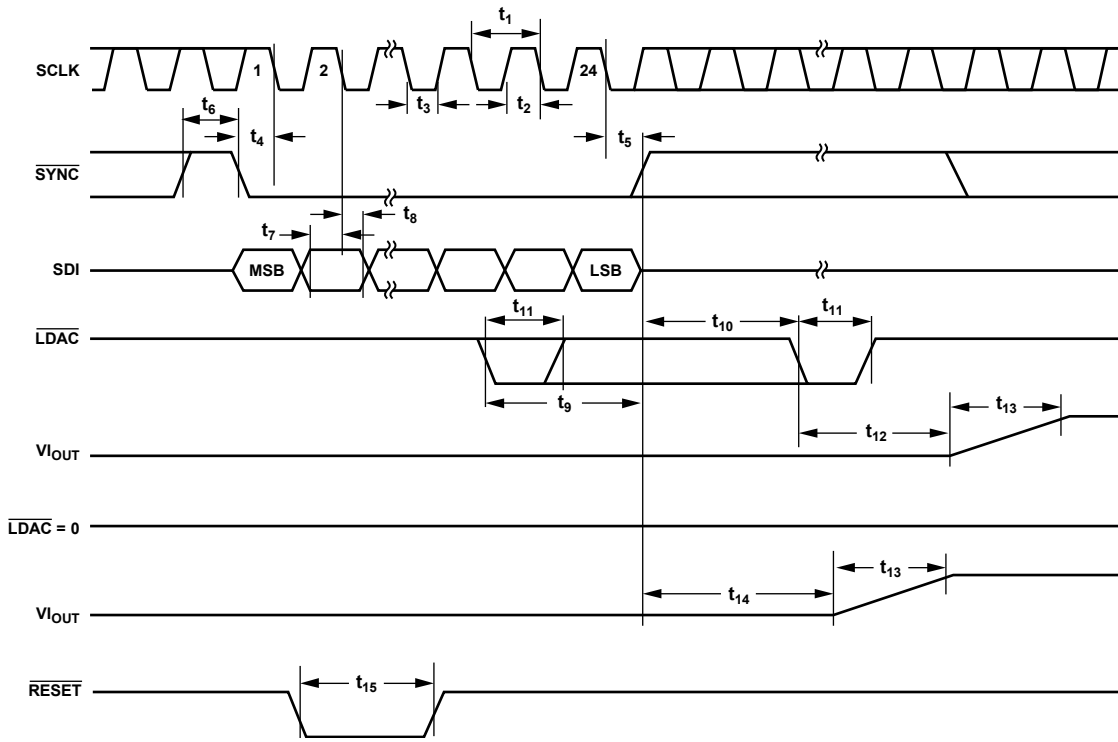 t1
SCLK
1
2
24
t6
t3
t2
t4
t5
SYNC
t8
t7
SDI
MSB
LSB
t11
t10
t11
LDAC
t9
t13
t12
VIOUT
LDAC = 0
t13
t14
VIOUT
RESET
t15